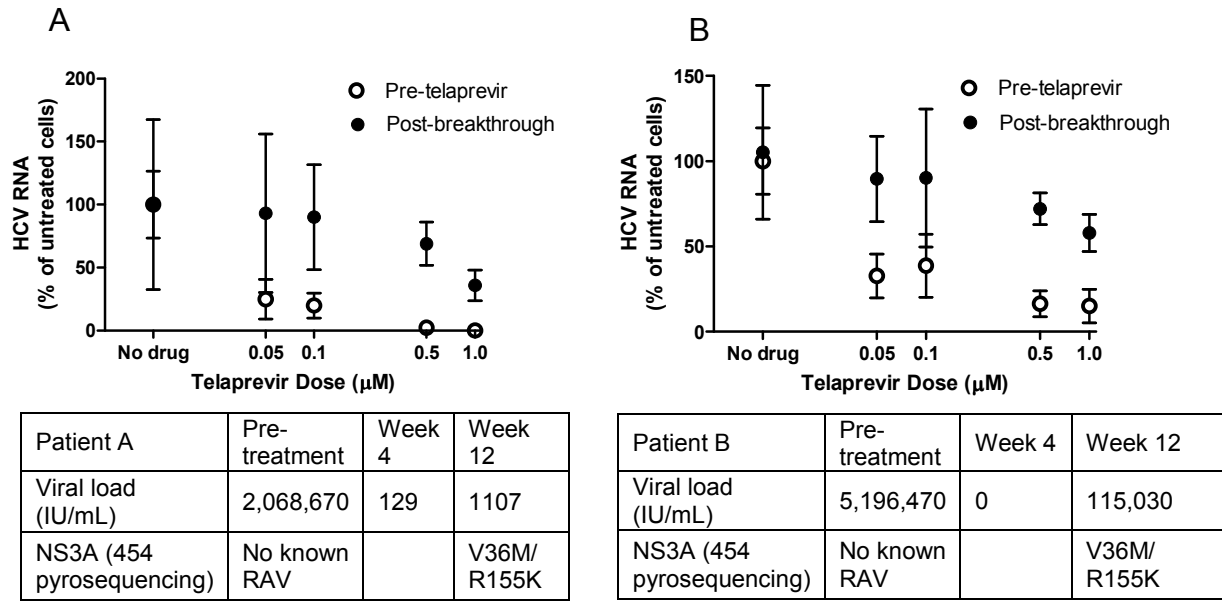 A
200
150
100
50
0
HCV RNA
(% of untreated cells)
Pre-telaprevir
Post-breakthrough
No drug 0.05 0.1 0.5 1.0
Telaprevir Dose (μM)
Patient A Pre-treatment Week 4 Week 12
Viral load (IU/mL) 2,068,670 129 1107
NS3A (454 pyrosequencing) No known RAV V36M/R155K
B
150
100
50
0
HCV RNA
(% of untreated cells)
Pre-telaprevir
Post-breakthrough
No drug 0.05 0.1 0.5 1.0
Telaprevir Dose (μM)
Patient B Pre-treatment Week 4 Week 12
Viral load (IU/mL) 5,196,470 0 115,030
NS3A (454 pyrosequencing) No known RAV V36M/R155K